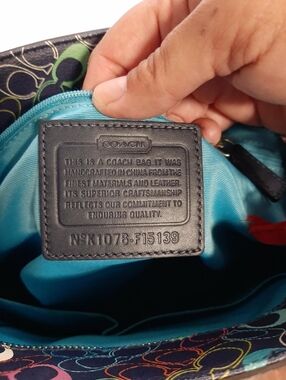 COACH
THIS IS A COACH BAG. IT WAS
HANDCRAFTED IN CHINA FROM THE
FINEST MATERIALS AND LEATHER.
ITS SUPERIOR CRAFTSMANSHIP
REFLECTS OUR COMMITMENT TO
ENDURING QUALITY.
NºK1076-F15139